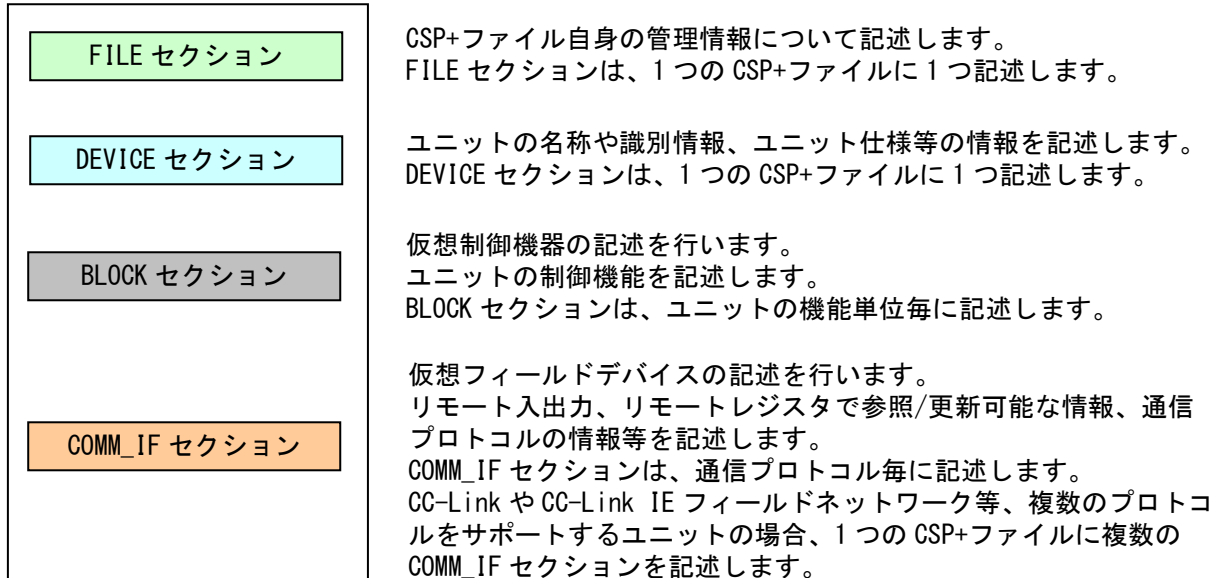 FILE セクション
CSP+ファイル自身の管理情報について記述します。
FILE セクションは、1 つの CSP+ファイルに 1 つ記述します。
DEVICE セクション
ユニットの名称や識別情報、ユニット仕様等の情報を記述します。
DEVICE セクションは、1 つの CSP+ファイルに 1 つ記述します。
BLOCK セクション
仮想制御機器の記述を行います。
ユニットの制御機能を記述します。
BLOCK セクションは、ユニットの機能単位毎に記述します。
COMM_IF セクション
仮想フィールドデバイスの記述を行います。
リモート入出力、リモートレジスタで参照/更新可能な情報、通信
プロトコルの情報等を記述します。
COMM_IF セクションは、通信プロトコル毎に記述します。
CC-Link や CC-Link IE フィールドネットワーク等、複数のプロトコ
ルをサポートするユニットの場合、1 つの CSP+ファイルに複数の
COMM_IF セクションを記述します。